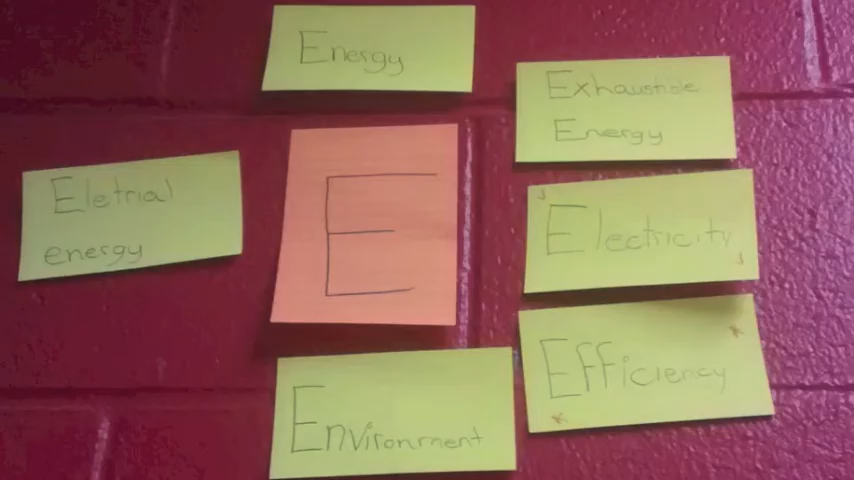 Energy
Exhaustible
Energy
Eletrial
energy
E
Electricity
Efficiency
Environment